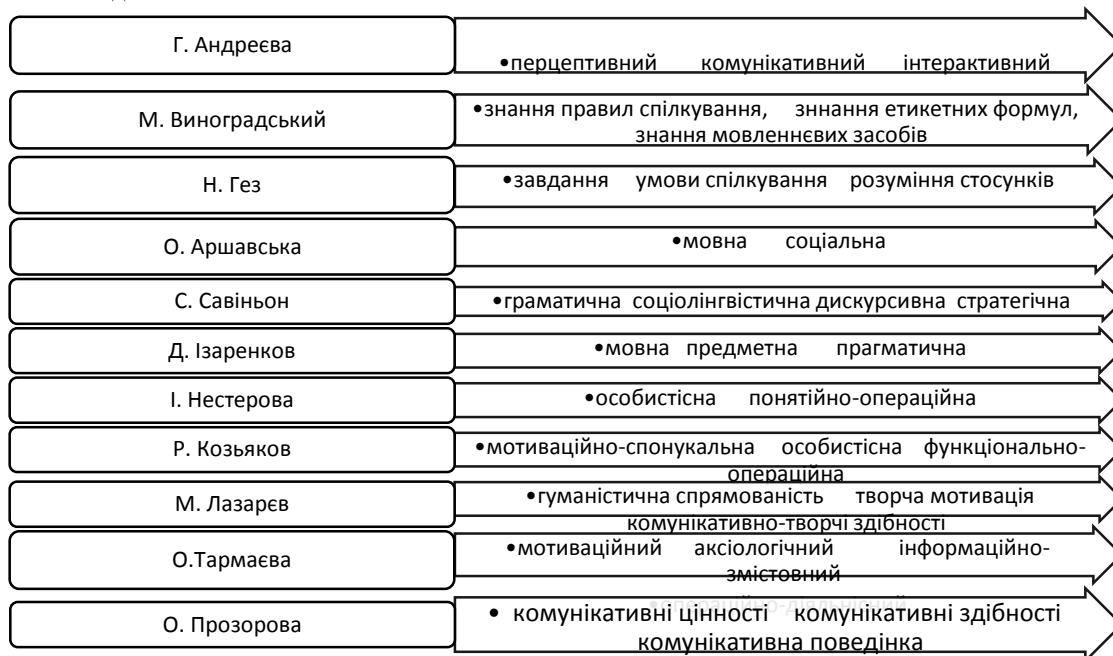 Г. Андреєва
•перцептивний комунікативний інтерактивний
М. Виноградський
•знання правил спілкування, зннання етикетних формул,
знання мовленнєвих засобів
Н. Гез
•завдання умови спілкування розуміння стосунків
О. Аршавська
•мовна соціальна
С. Савіньон
•граматична соціолінгвістична дискурсивна стратегічна
Д. Ізаренков
•мовна предметна прагматична
І. Нестерова
•особистісна понятійно-операційна
Р. Козьяков
•мотиваційно-спонукальна особистісна функціонально-
операційна
М. Лазарєв
•гуманістична спрямованість творча мотивація
комунікативно-творчі здібності
О.Тармаєва
•мотиваційний аксіологічний інформаційно-
змістовний
•операційно-діяльнісний
О. Прозорова
• комунікативні цінності комунікативні здібності
комунікативна поведінка